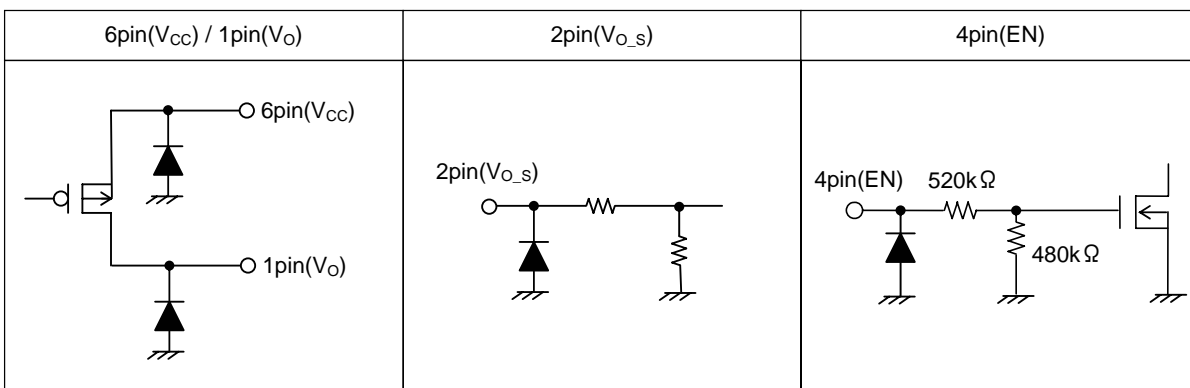 6pin(VCC) / 1pin(VO)
2pin(VO_S)
4pin(EN)
6pin(VCC)
1pin(VO)
2pin(VO_S)
4pin(EN)
520kΩ
480kΩ